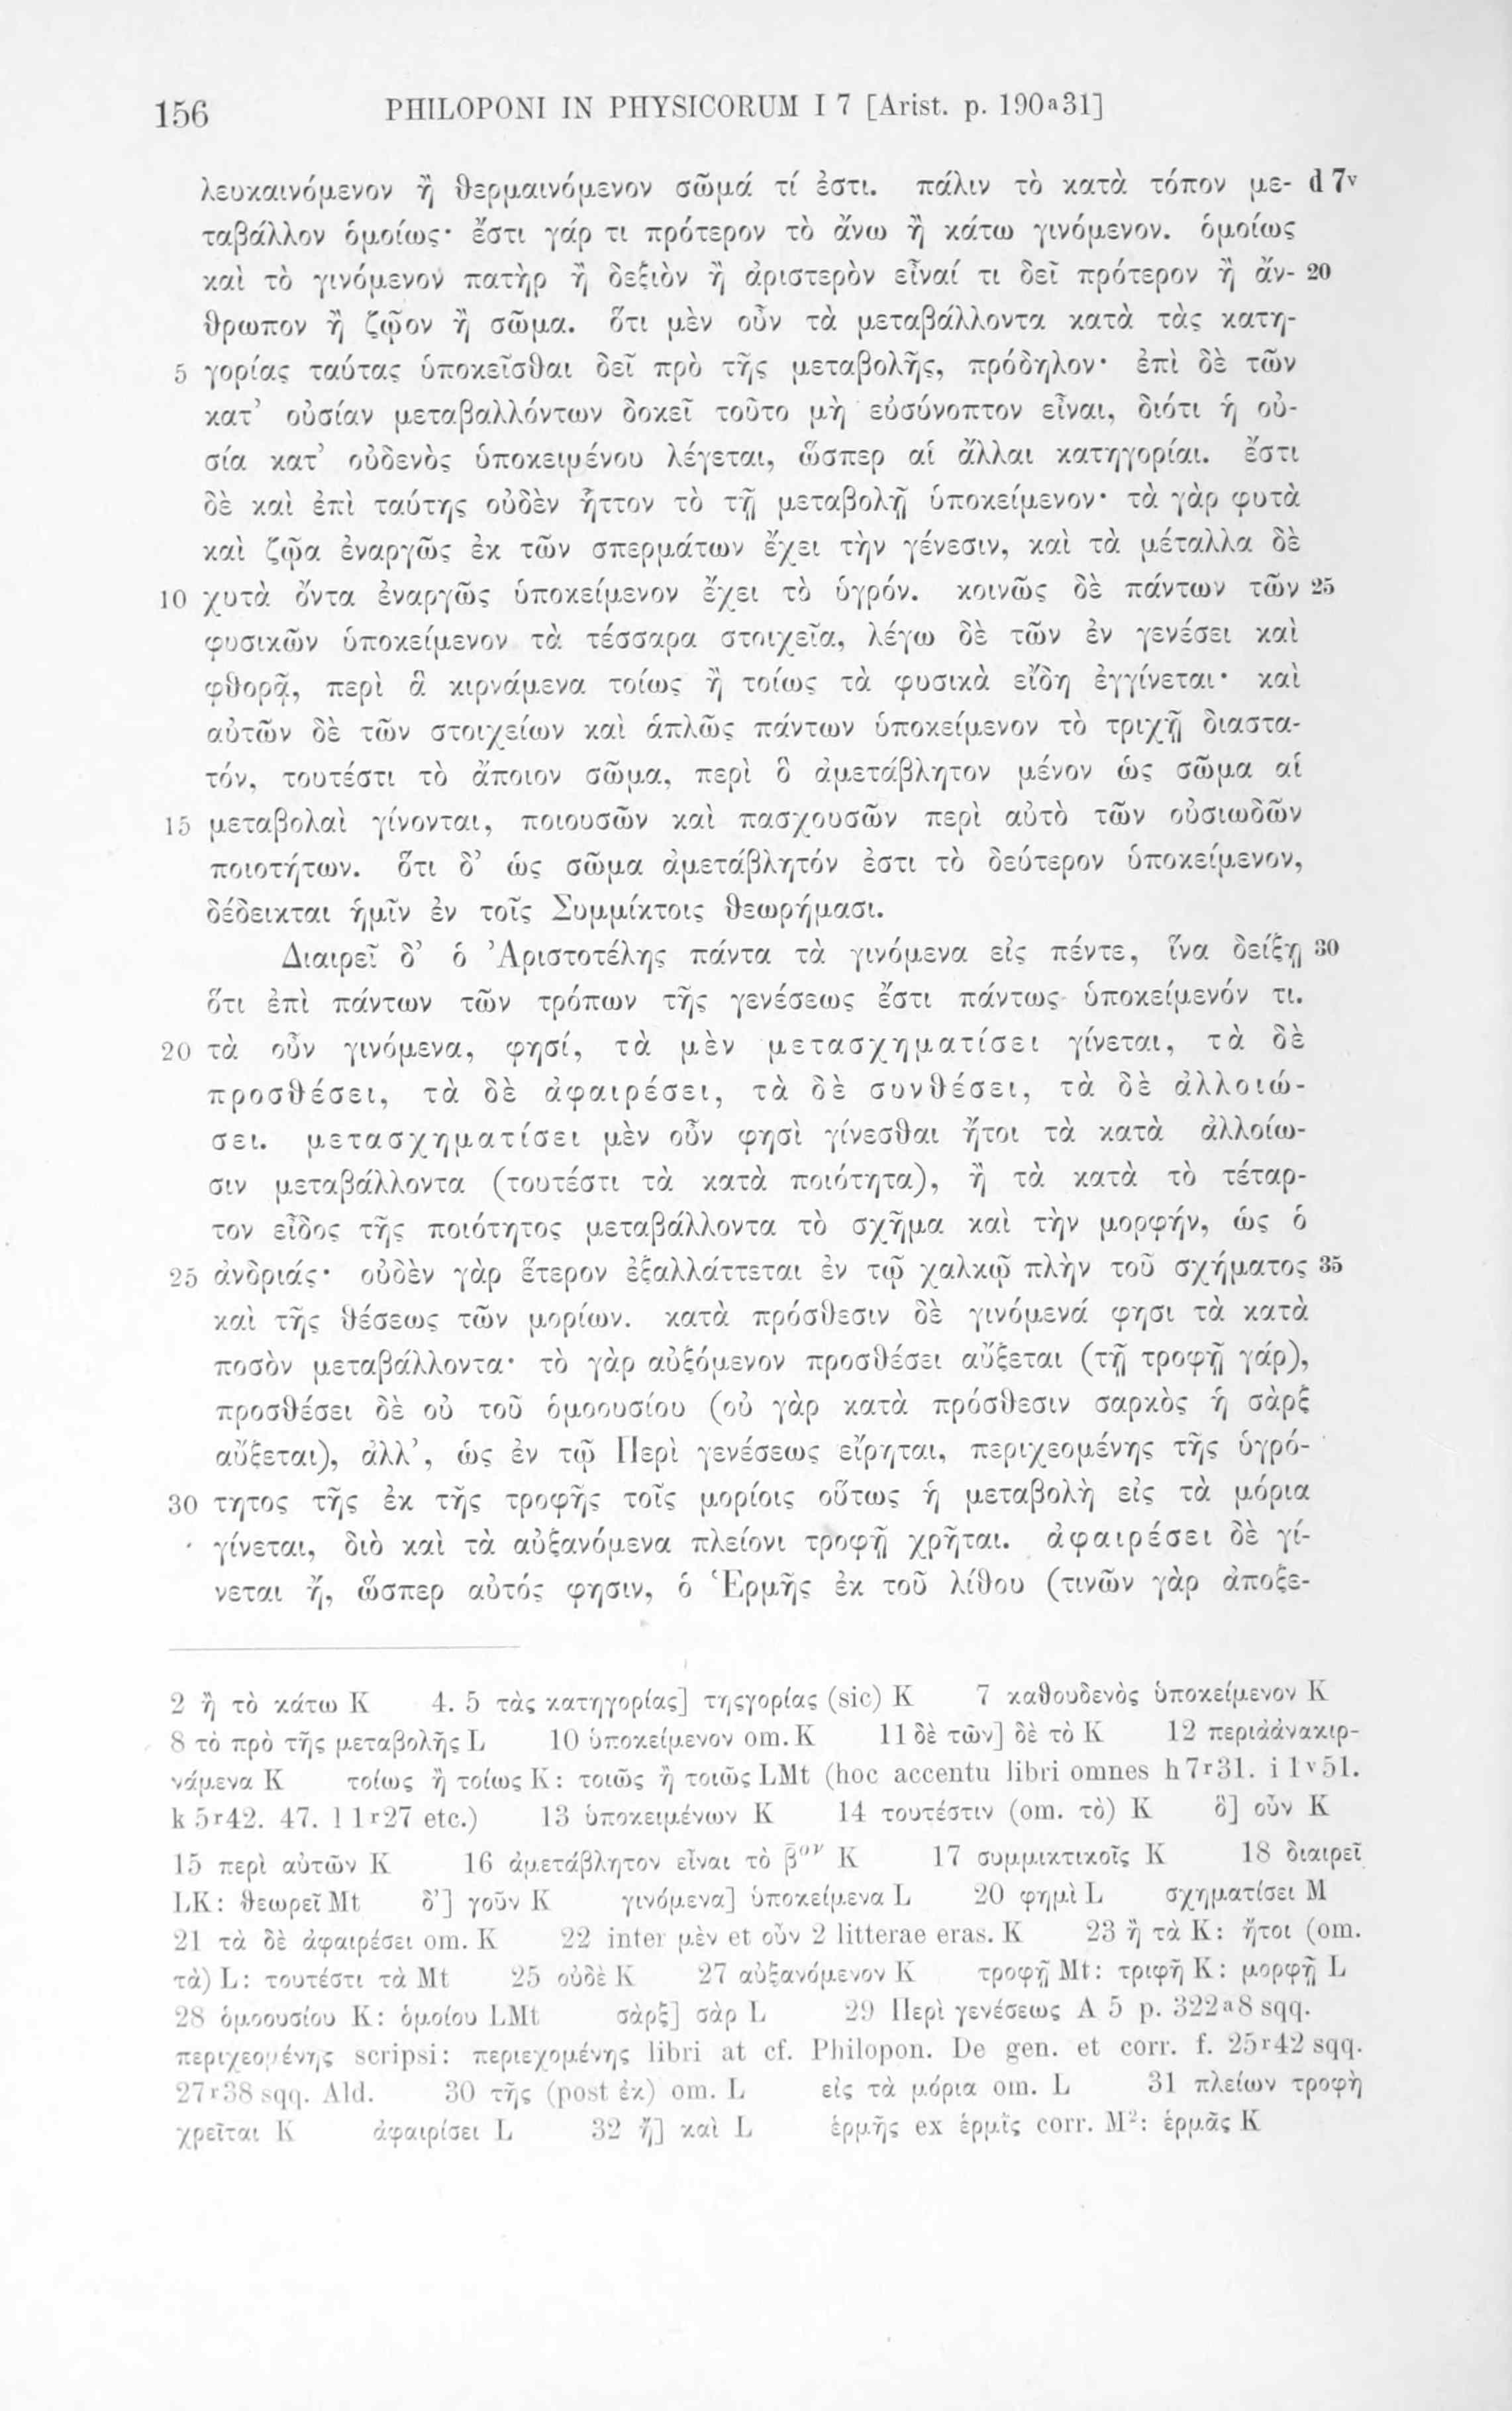 156 PHILOPONI IN PHYSICORUM I 7 [Arist. p. 190a31]
λευκαινόμενον ἢ θερμαινόμενον σῶμά τί ἐστι. πάλιν τὸ κατὰ τόπον με- d 7v
ταβάλλον ὁμοίως· ἔστι γάρ τι πρότερον τὸ ἄνω ἢ κάτω γινόμενον. ὁμοίως
καὶ τὸ γινόμενον πατὴρ ἢ δεξιὸν ἢ ἀριστερὸν εἶναί τι δεῖ πρότερον ἢ ἄν- 20
θρωπον ἢ ζῷον ἢ σῶμα. ὅτι μὲν οὖν τὰ μεταβάλλοντα κατὰ τὰς κατη-
5 γορίας ταύτας ὑποκεῖσθαι δεῖ πρὸ τῆς μεταβολῆς, πρόδηλον· ἐπὶ δὲ τῶν
κατ’ οὐσίαν μεταβαλλόντων δοκεῖ τοῦτο μὴ εὐσύνοπτον εἶναι, διότι ἡ οὐ-
σία κατ’ οὐδενὸς ὑποκειμένου λέγεται, ὥσπερ αἱ ἄλλαι κατηγορίαι. ἔστι
δὲ καὶ ἐπὶ ταύτης οὐδὲν ἧττον τὸ τῇ μεταβολῇ ὑποκείμενον· τὰ γὰρ φυτὰ
καὶ ζῷα ἐναργῶς ἐκ τῶν σπερμάτων ἔχει τὴν γένεσιν, καὶ τὰ μέταλλα δὲ
10 χυτὰ ὄντα ἐναργῶς ὑποκείμενον ἔχει τὸ ὑγρόν. κοινῶς δὲ πάντων τῶν 25
φυσικῶν ὑποκείμενον τὰ τέσσαρα στοιχεῖα, λέγω δὲ τῶν ἐν γενέσει καὶ
φθορᾷ, περὶ ἃ κιρνάμενα τοίως ἢ τοίως τὰ φυσικὰ εἴδη ἐγγίνεται· καὶ
αὐτῶν δὲ τῶν στοιχείων καὶ ἁπλῶς πάντων ὑποκείμενον τὸ τριχῇ διαστα-
τόν, τουτέστι τὸ ἄποιον σῶμα, περὶ ὃ ἀμετάβλητον μένον ὡς σῶμα αἱ
15 μεταβολαὶ γίνονται, ποιουσῶν καὶ πασχουσῶν περὶ αὐτὸ τῶν οὐσιωδῶν
ποιοτήτων. ὅτι δ’ ὡς σῶμα ἀμετάβλητόν ἐστι τὸ δεύτερον ὑποκείμενον,
δέδεικται ἡμῖν ἐν τοῖς Συμμίκτοις θεωρήμασι.
Διαιρεῖ δ’ ὁ Ἀριστοτέλης πάντα τὰ γινόμενα εἰς πέντε, ἵνα δείξῃ 30
ὅτι ἐπὶ πάντων τῶν τρόπων τῆς γενέσεως ἔστι πάντως ὑποκείμενόν τι.
20 τὰ οὖν γινόμενα, φησί, τὰ μὲν μετασχηματίσει γίνεται, τὰ δὲ
προσθέσει, τὰ δὲ ἀφαιρέσει, τὰ δὲ συνθέσει, τὰ δὲ ἀλλοιώ-
σει. μετασχηματίσει μὲν οὖν φησὶ γίνεσθαι ἤτοι τὰ κατὰ ἀλλοίω-
σιν μεταβάλλοντα (τουτέστι τὰ κατὰ ποιότητα), ἢ τὰ κατὰ τὸ τέταρ-
τον εἶδος τῆς ποιότητος μεταβάλλοντα τὸ σχῆμα καὶ τὴν μορφήν, ὡς ὁ
25 ἀνδριάς· οὐδὲν γὰρ ἕτερον ἐξαλλάττεται ἐν τῷ χαλκῷ πλὴν τοῦ σχήματος 35
καὶ τῆς θέσεως τῶν μορίων. κατὰ πρόσθεσιν δὲ γινόμενά φησι τὰ κατὰ
ποσὸν μεταβάλλοντα· τὸ γὰρ αὐξόμενον προσθέσει αὔξεται (τῇ τροφῇ γάρ),
προσθέσει δὲ οὐ τοῦ ὁμοουσίου (οὐ γὰρ κατὰ πρόσθεσιν σαρκὸς ἡ σὰρξ
αὔξεται), ἀλλ’, ὡς ἐν τῷ Περὶ γενέσεως εἴρηται, περιχεομένης τῆς ὑγρό-
30 τητος τῆς ἐκ τῆς τροφῆς τοῖς μορίοις οὕτως ἡ μεταβολὴ εἰς τὰ μόρια
γίνεται, διὸ καὶ τὰ αὐξανόμενα πλείονι τροφῇ χρῆται. ἀφαιρέσει δὲ γί-
νεται ἤ, ὥσπερ αὐτός φησιν, ὁ Ἑρμῆς ἐκ τοῦ λίθου (τινῶν γὰρ ἀποξε-
2 ἢ τὸ κάτω K 4. 5 τὰς κατηγορίας] τηςγορίας (sic) K 7 καθουδενὸς ὑποκείμενον K
8 τὸ πρὸ τῆς μεταβολῆς L 10 ὑποκείμενον om. K 11 δὲ τῶν] δὲ τὸ K 12 περιἀἀνακιρ-
νάμενα K τοίως ἢ τοίως K: τοιῶς ἢ τοιῶς LMt (hoc accentu libri omnes h 7r31. i 1v51.
k 5r42. 47. l 1r27 etc.) 13 ὑποκειμένων K 14 τουτέστιν (om. τὸ) K ὃ] οὖν K
15 περὶ αὐτῶν K 16 ἀμετάβλητον εἶναι τὸ β̄ον K 17 συμμικτικοῖς K 18 διαιρεῖ
LK: θεωρεῖ Mt δ’] γοῦν K γινόμενα] ὑποκείμενα L 20 φημὶ L σχηματίσει M
21 τὰ δὲ ἀφαιρέσει om. K 22 inter μὲν et οὖν 2 litterae eras. K 23 ἢ τὰ K: ἤτοι (om.
τὰ) L: τουτέστι τὰ Mt 25 οὐδὲ K 27 αὐξανόμενον K τροφῇ Mt: τριφῆ K: μορφῇ L
28 ὁμοουσίου K: ὁμοίου LMt σὰρξ] σὰρ L 29 Περὶ γενέσεως A 5 p. 322a8 sqq.
περιχεομένης scripsi: περιεχομένης libri at cf. Philopon. De gen. et corr. f. 25r42 sqq.
27r38 sqq. Ald. 30 τῆς (post ἐκ) om. L εἰς τὰ μόρια om. L 31 πλείων τροφὴ
χρεῖται K ἀφαιρίσει L 32 ἤ] καὶ L ἑρμῆς ex ἑρμῖς corr. M2: ἑρμᾶς K